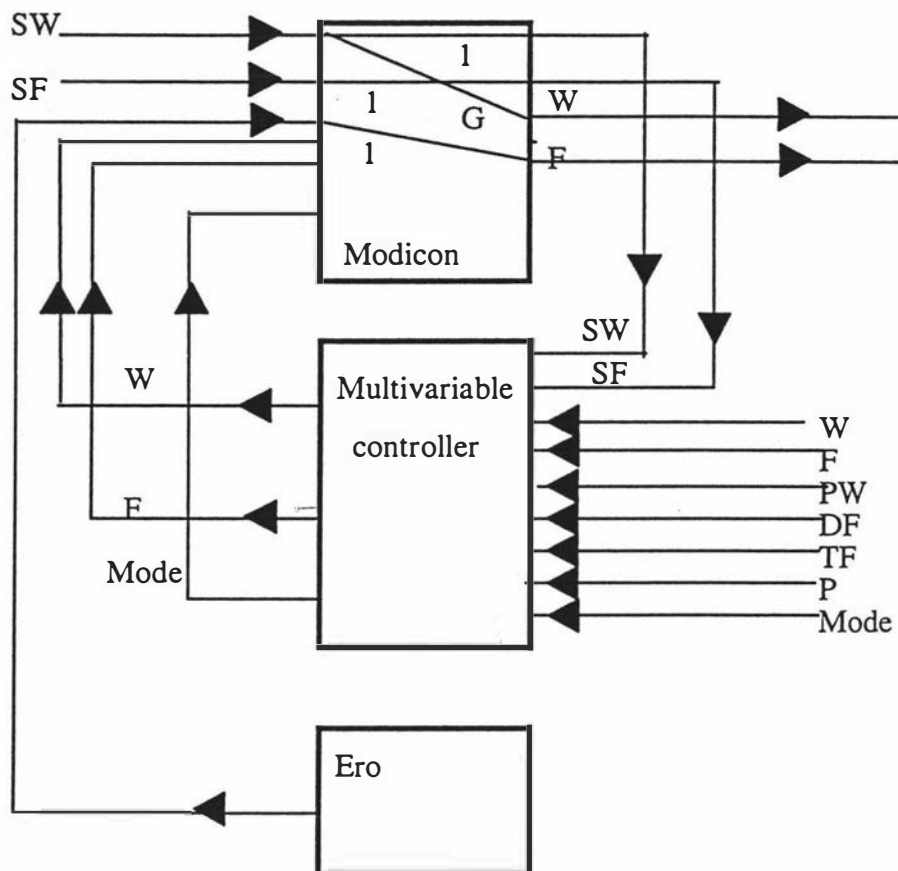 SW
1
SF
1
W
G
1
F
Modicon
SW
SF
W
Multivariable
controller
W
F
PW
F
DF
TF
Mode
P
Mode
Ero